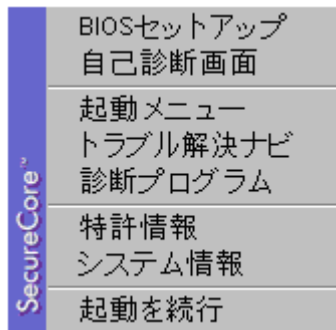 BIOSセットアップ
自己診断画面
起動メニュー
トラブル解決ナビ
診断プログラム
特許情報
システム情報
起動を続行
SecureCore™